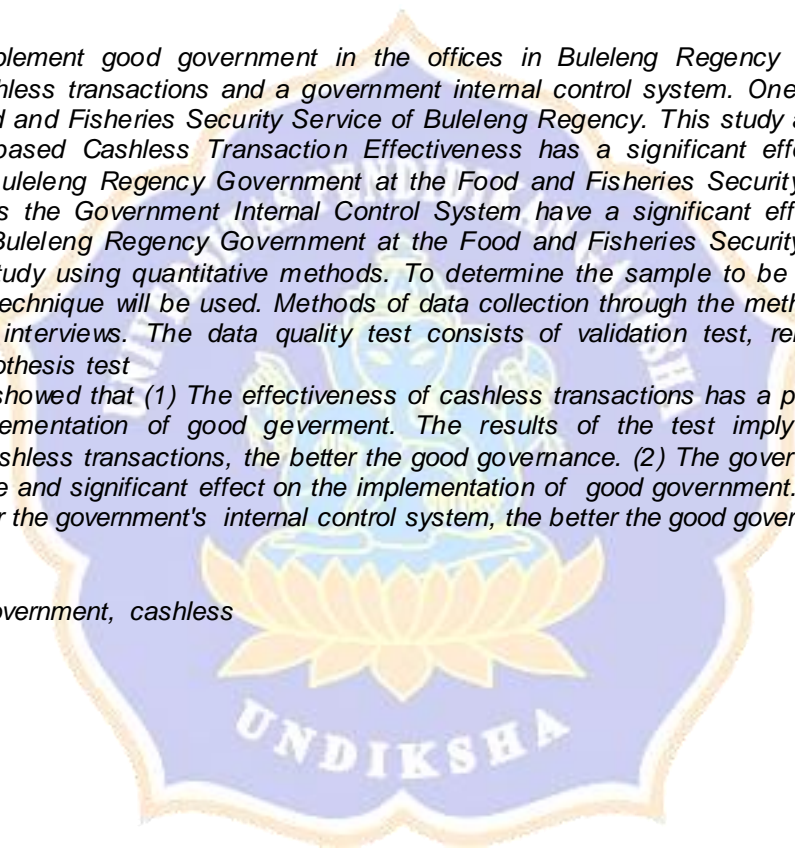 plement good government in the offices in Buleleng Regency
hless transactions and a government internal control system. One
d and Fisheries Security Service of Buleleng Regency. This study a
based Cashless Transaction Effectiveness has a significant effe
Buleleng Regency Government at the Food and Fisheries Security
s the Government Internal Control System have a significant eff
Buleleng Regency Government at the Food and Fisheries Security
tudy using quantitative methods. To determine the sample to be
echnique will be used. Methods of data collection through the meth
interviews. The data quality test consists of validation test, rel
othesis test
showed that (1) The effectiveness of cashless transactions has a p
ementation of good geverment. The results of the test imply
shless transactions, the better the good governance. (2) The gover
e and significant effect on the implementation of good government.
r the government's internal control system, the better the good gover
overnment, cashless
UNIVERSITAS PENDIDIKAN GANESHA
UNDIKSHA